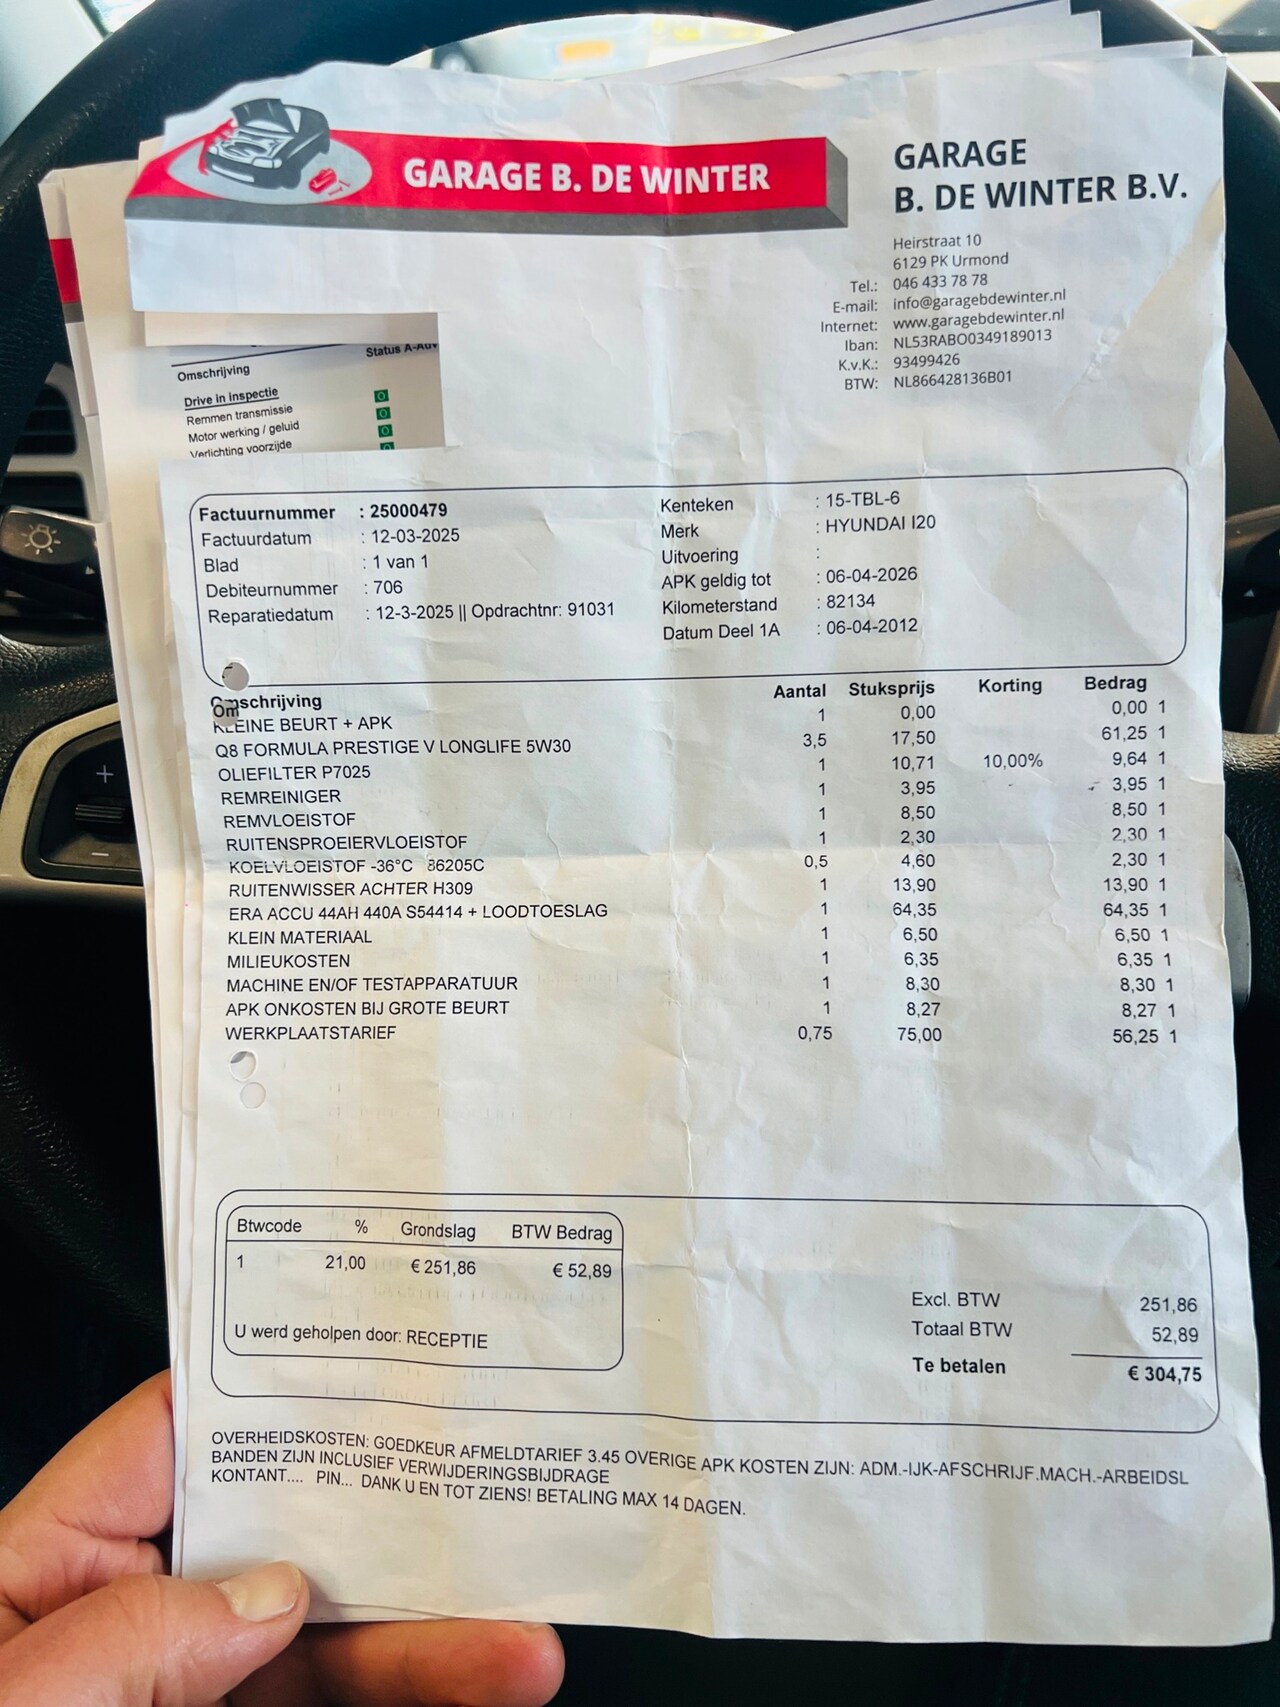 GARAGE B. DE WINTER
GARAGE
B. DE WINTER B.V.
Heirstraat 10
6129 PK Urmond
Tel.: 046 433 78 78
E-mail: info@garagebdewinter.nl
Internet: www.garagebdewinter.nl
Iban: NL53RABO0349189013
K.v.K.: 93499426
BTW: NL866428136B01
Omschrijving Status
Drive in inspectie O
Remmen transmissie O
Motor werking / geluid O
Verlichting voorzijde O
Factuurnummer : 25000479
Factuurdatum : 12-03-2025
Blad : 1 van 1
Debiteurnummer : 706
Reparatiedatum : 12-3-2025 || Opdrachtnr: 91031
Kenteken : 15-TBL-6
Merk : HYUNDAI I20
Uitvoering :
APK geldig tot : 06-04-2026
Kilometerstand : 82134
Datum Deel 1A : 06-04-2012
Omschrijving Aantal Stuksprijs Korting Bedrag
KLEINE BEURT + APK 1 0,00 0,00 1
Q8 FORMULA PRESTIGE V LONGLIFE 5W30 3,5 17,50 61,25 1
OLIEFILTER P7025 1 10,71 10,00% 9,64 1
REMREINIGER 1 3,95 3,95 1
REMVLOEISTOF 1 8,50 8,50 1
RUITENSPROEIERVLOEISTOF 1 2,30 2,30 1
KOELVLOEISTOF -36°C 86205C 0,5 4,60 2,30 1
RUITENWISSER ACHTER H309 1 13,90 13,90 1
ERA ACCU 44AH 440A S54414 + LOODTOESLAG 1 64,35 64,35 1
KLEIN MATERIAAL 1 6,50 6,50 1
MILIEUKOSTEN 1 6,35 6,35 1
MACHINE EN/OF TESTAPPARATUUR 1 8,30 8,30 1
APK ONKOSTEN BIJ GROTE BEURT 1 8,27 8,27 1
WERKPLAATSTARIEF 0,75 75,00 56,25 1
Btwcode % Grondslag BTW Bedrag
1 21,00 € 251,86 € 52,89
U werd geholpen door: RECEPTIE
Excl. BTW 251,86
Totaal BTW 52,89
Te betalen € 304,75
OVERHEIDSKOSTEN: GOEDKEUR AFMELDTARIEF 3.45 OVERIGE APK KOSTEN ZIJN: ADM.-IJK-AFSCHRIJF.MACH.-ARBEIDSL
BANDEN ZIJN INCLUSIEF VERWIJDERINGSBIJDRAGE
KONTANT.... PIN... DANK U EN TOT ZIENS! BETALING MAX 14 DAGEN.